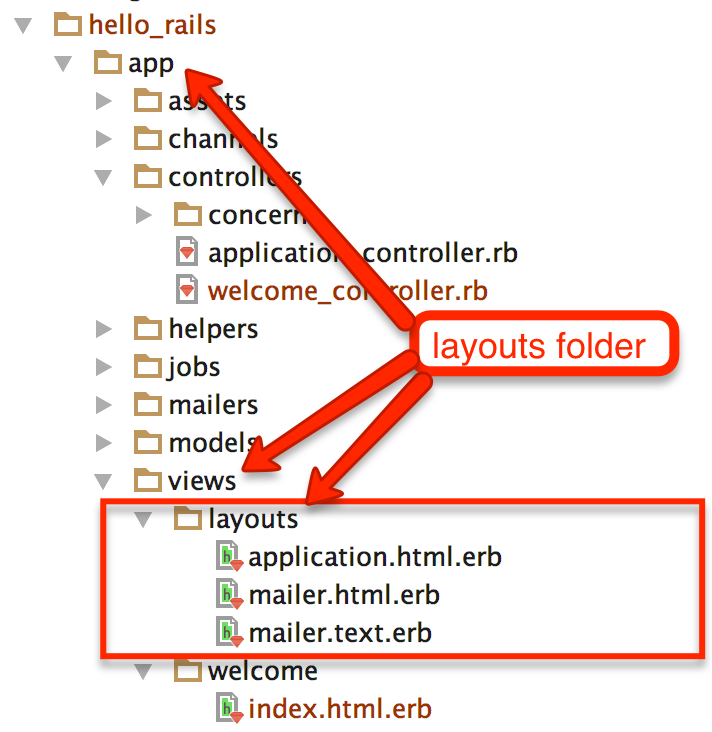 hello_rails
app
assets
channels
controllers
concerns
application_controller.rb
welcome_controller.rb
helpers
layouts folder
jobs
mailers
models
views
layouts
application.html.erb
mailer.html.erb
mailer.text.erb
welcome
index.html.erb